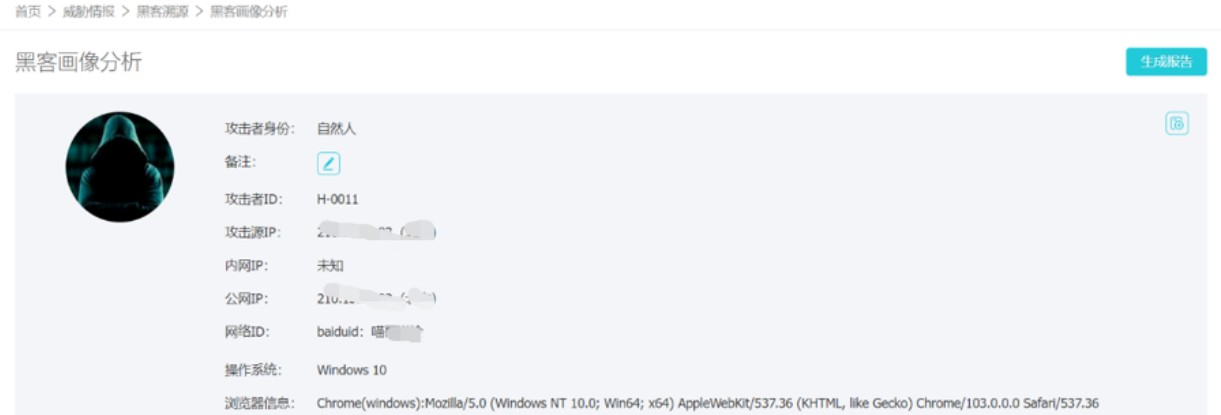 首页 > 威胁情报 > 黑客溯源 > 黑客画像分析
黑客画像分析
生成报告
攻击者身份： 自然人
备注：
攻击者ID： H-0011
攻击源IP：
内网IP： 未知
公网IP： 210.
网络ID： baiduid：喵
操作系统： Windows 10
浏览器信息： Chrome(windows):Mozilla/5.0 (Windows NT 10.0; Win64; x64) AppleWebKit/537.36 (KHTML, like Gecko) Chrome/103.0.0.0 Safari/537.36